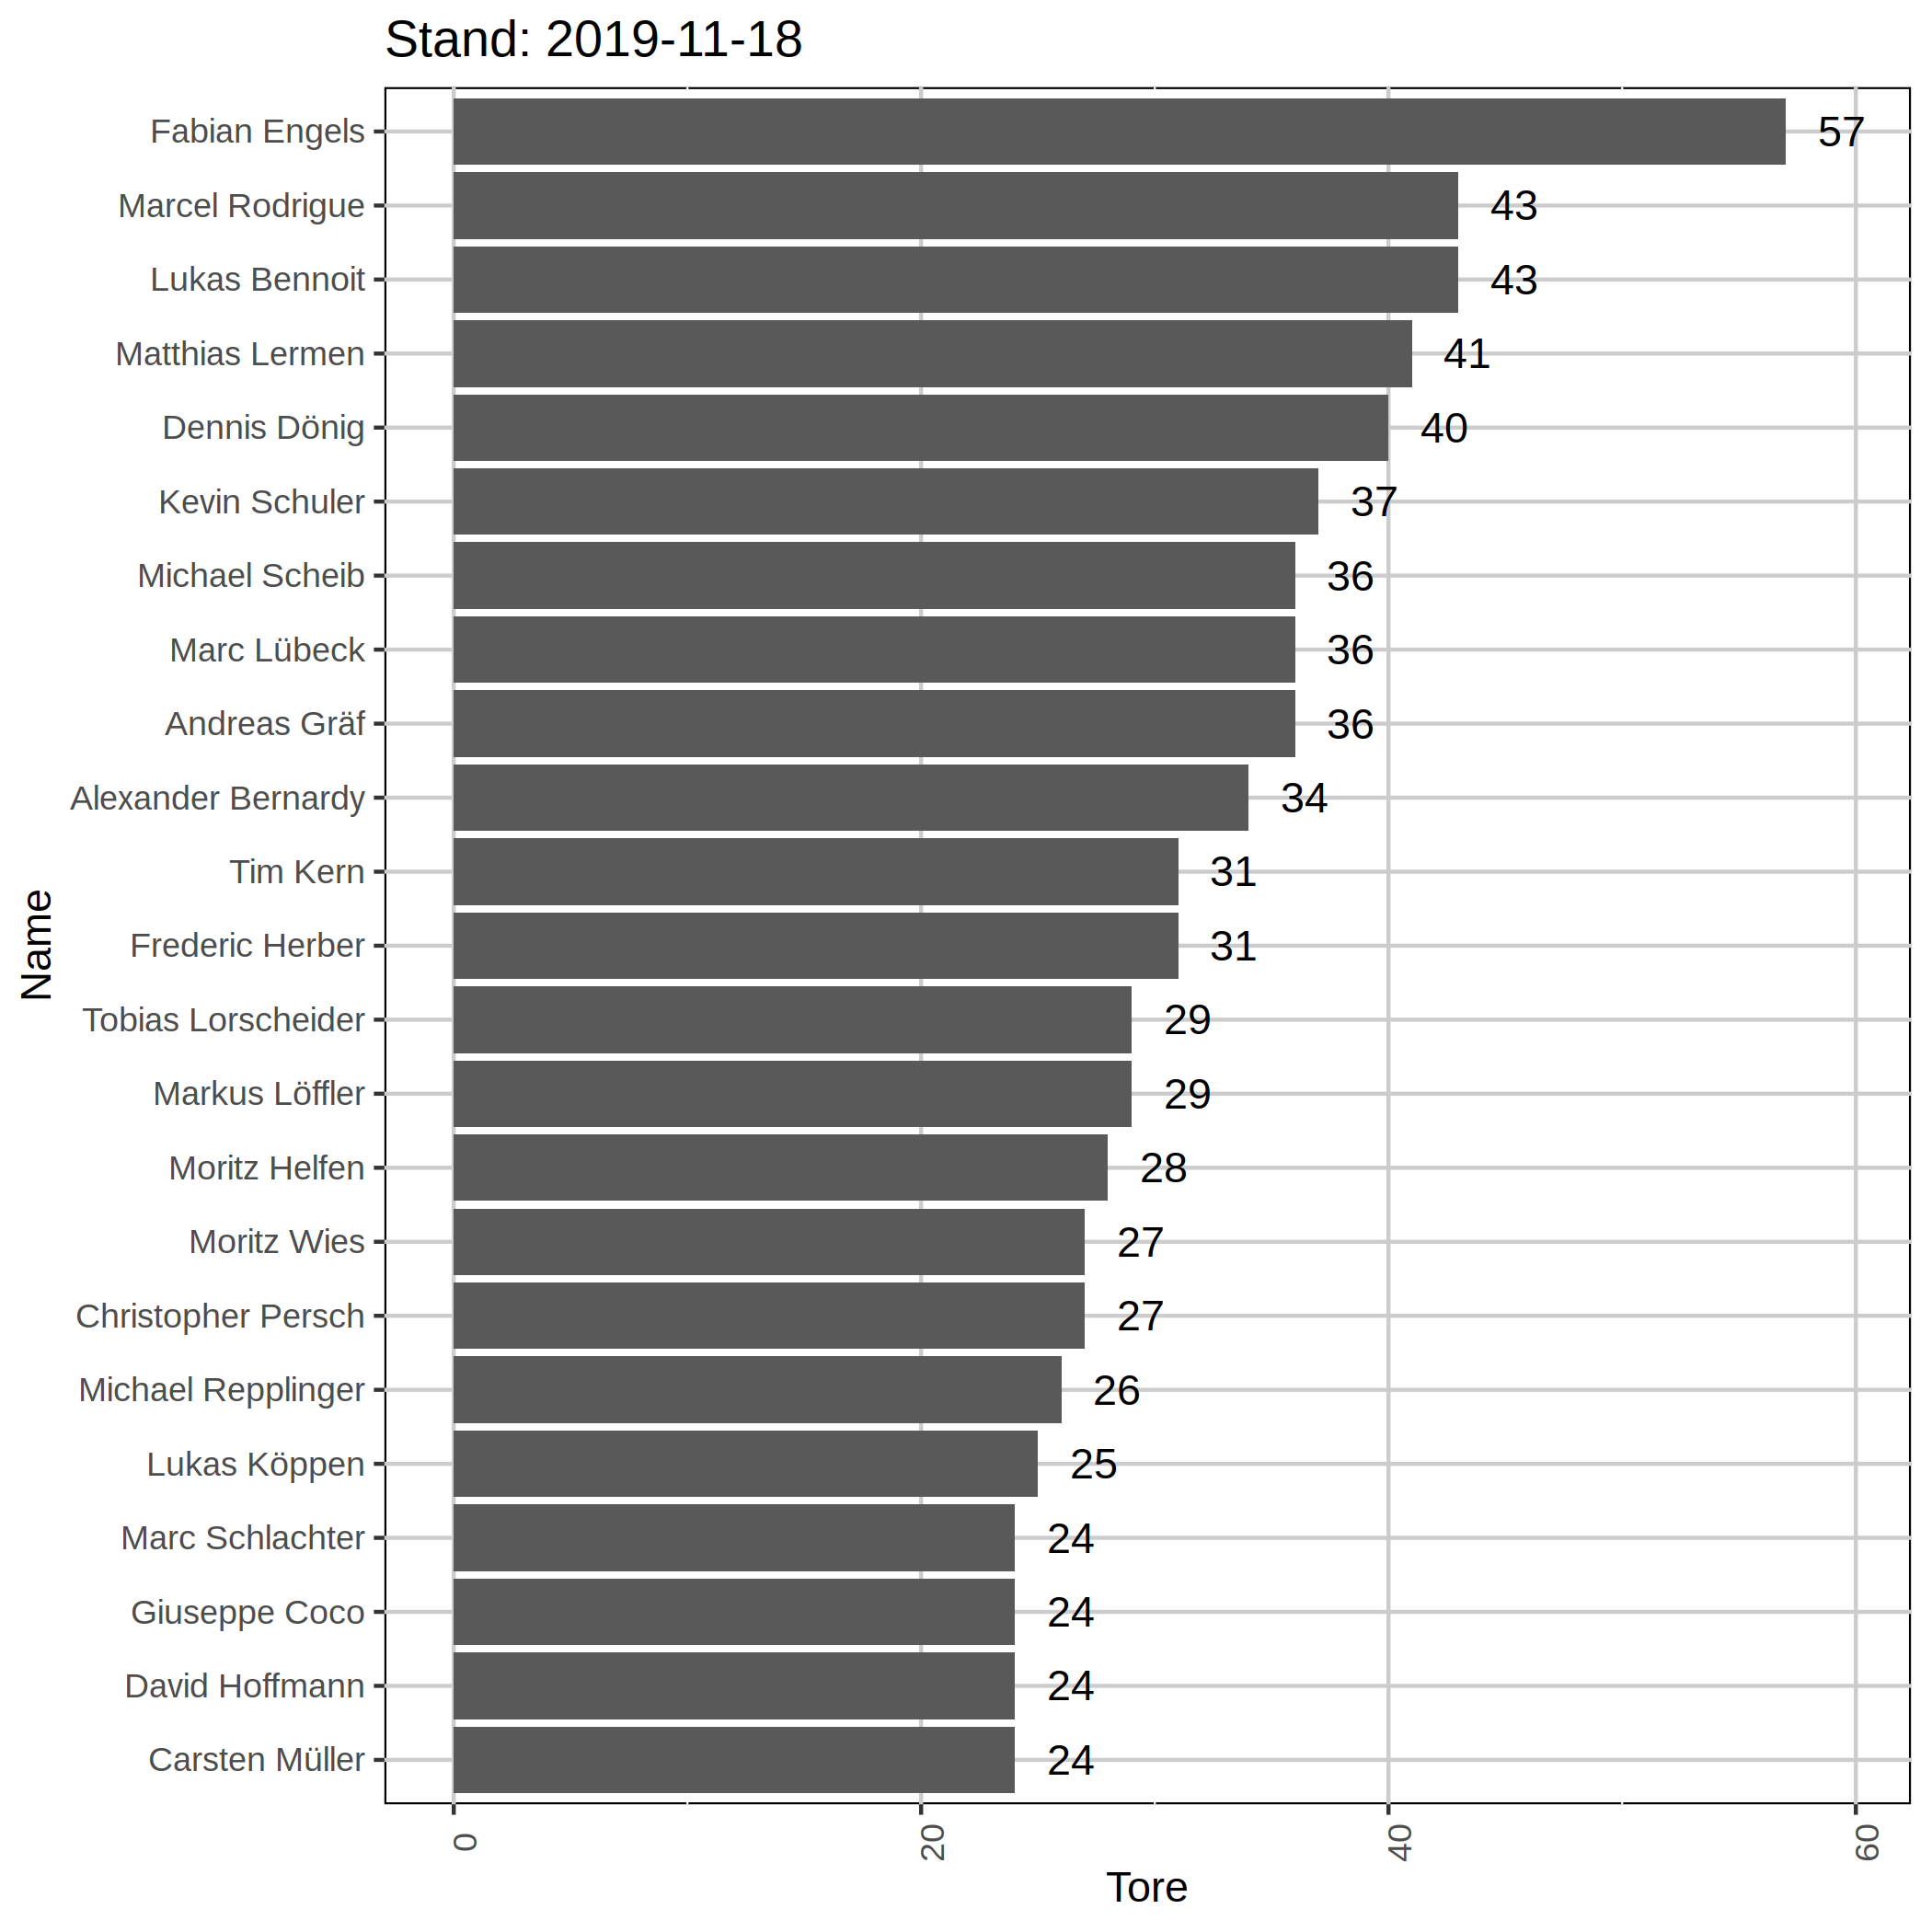 Stand: 2019-11-18
Fabian Engels 57
Marcel Rodrigue 43
Lukas Bennoit 43
Matthias Lermen 41
Dennis Dönig 40
Kevin Schuler 37
Michael Scheib 36
Marc Lübeck 36
Andreas Gräf 36
Alexander Bernardy 34
Tim Kern 31
Frederic Herber 31
Tobias Lorscheider 29
Markus Löffler 29
Moritz Helfen 28
Moritz Wies 27
Christopher Persch 27
Michael Repplinger 26
Lukas Köppen 25
Marc Schlachter 24
Giuseppe Coco 24
David Hoffmann 24
Carsten Müller 24
Name
0 20 40 60
Tore